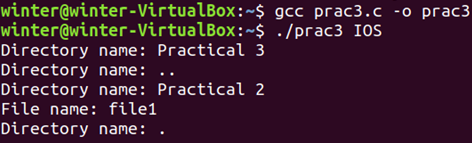 winter@winter-VirtualBox:~$ gcc prac3.c -o prac3
winter@winter-VirtualBox:~$ ./prac3 IOS
Directory name: Practical 3
Directory name: ..
Directory name: Practical 2
File name: file1
Directory name: .